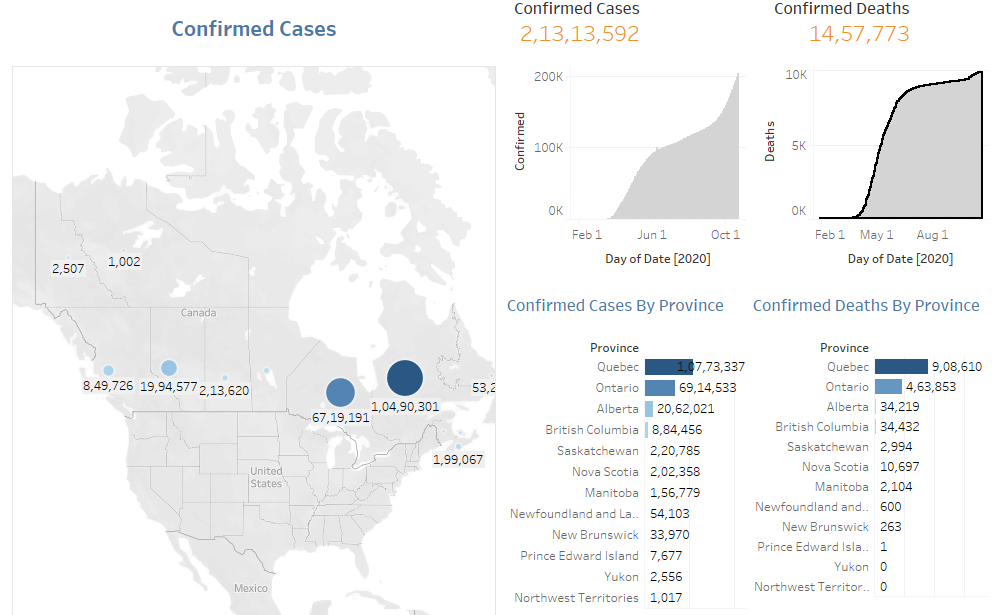 Confirmed Cases
2,507
1,002
Canada
8,49,726
19,94,577
2,13,620
67,19,191
1,04,90,301
53,2
1,99,067
United
States
Mexico
Confirmed Cases
2,13,13,592
200K
100K
0K
Confirmed
Feb 1 Jun 1 Oct 1
Day of Date [2020]
Confirmed Deaths
14,57,773
10K
5K
0K
Deaths
Feb 1 May 1 Aug 1
Day of Date [2020]
Confirmed Cases By Province
Province
Quebec 1,07,73,337
Ontario 69,14,533
Alberta 20,62,021
British Columbia 8,84,456
Saskatchewan 2,20,785
Nova Scotia 2,02,358
Manitoba 1,56,779
Newfoundland and La.. 54,103
New Brunswick 33,970
Prince Edward Island 7,677
Yukon 2,556
Northwest Territories 1,017
Confirmed Deaths By Province
Province
Quebec 9,08,610
Ontario 4,63,853
Alberta 34,219
British Columbia 34,432
Saskatchewan 2,994
Nova Scotia 10,697
Manitoba 2,104
Newfoundland and.. 600
New Brunswick 263
Prince Edward Isla.. 1
Yukon 0
Northwest Territor.. 0